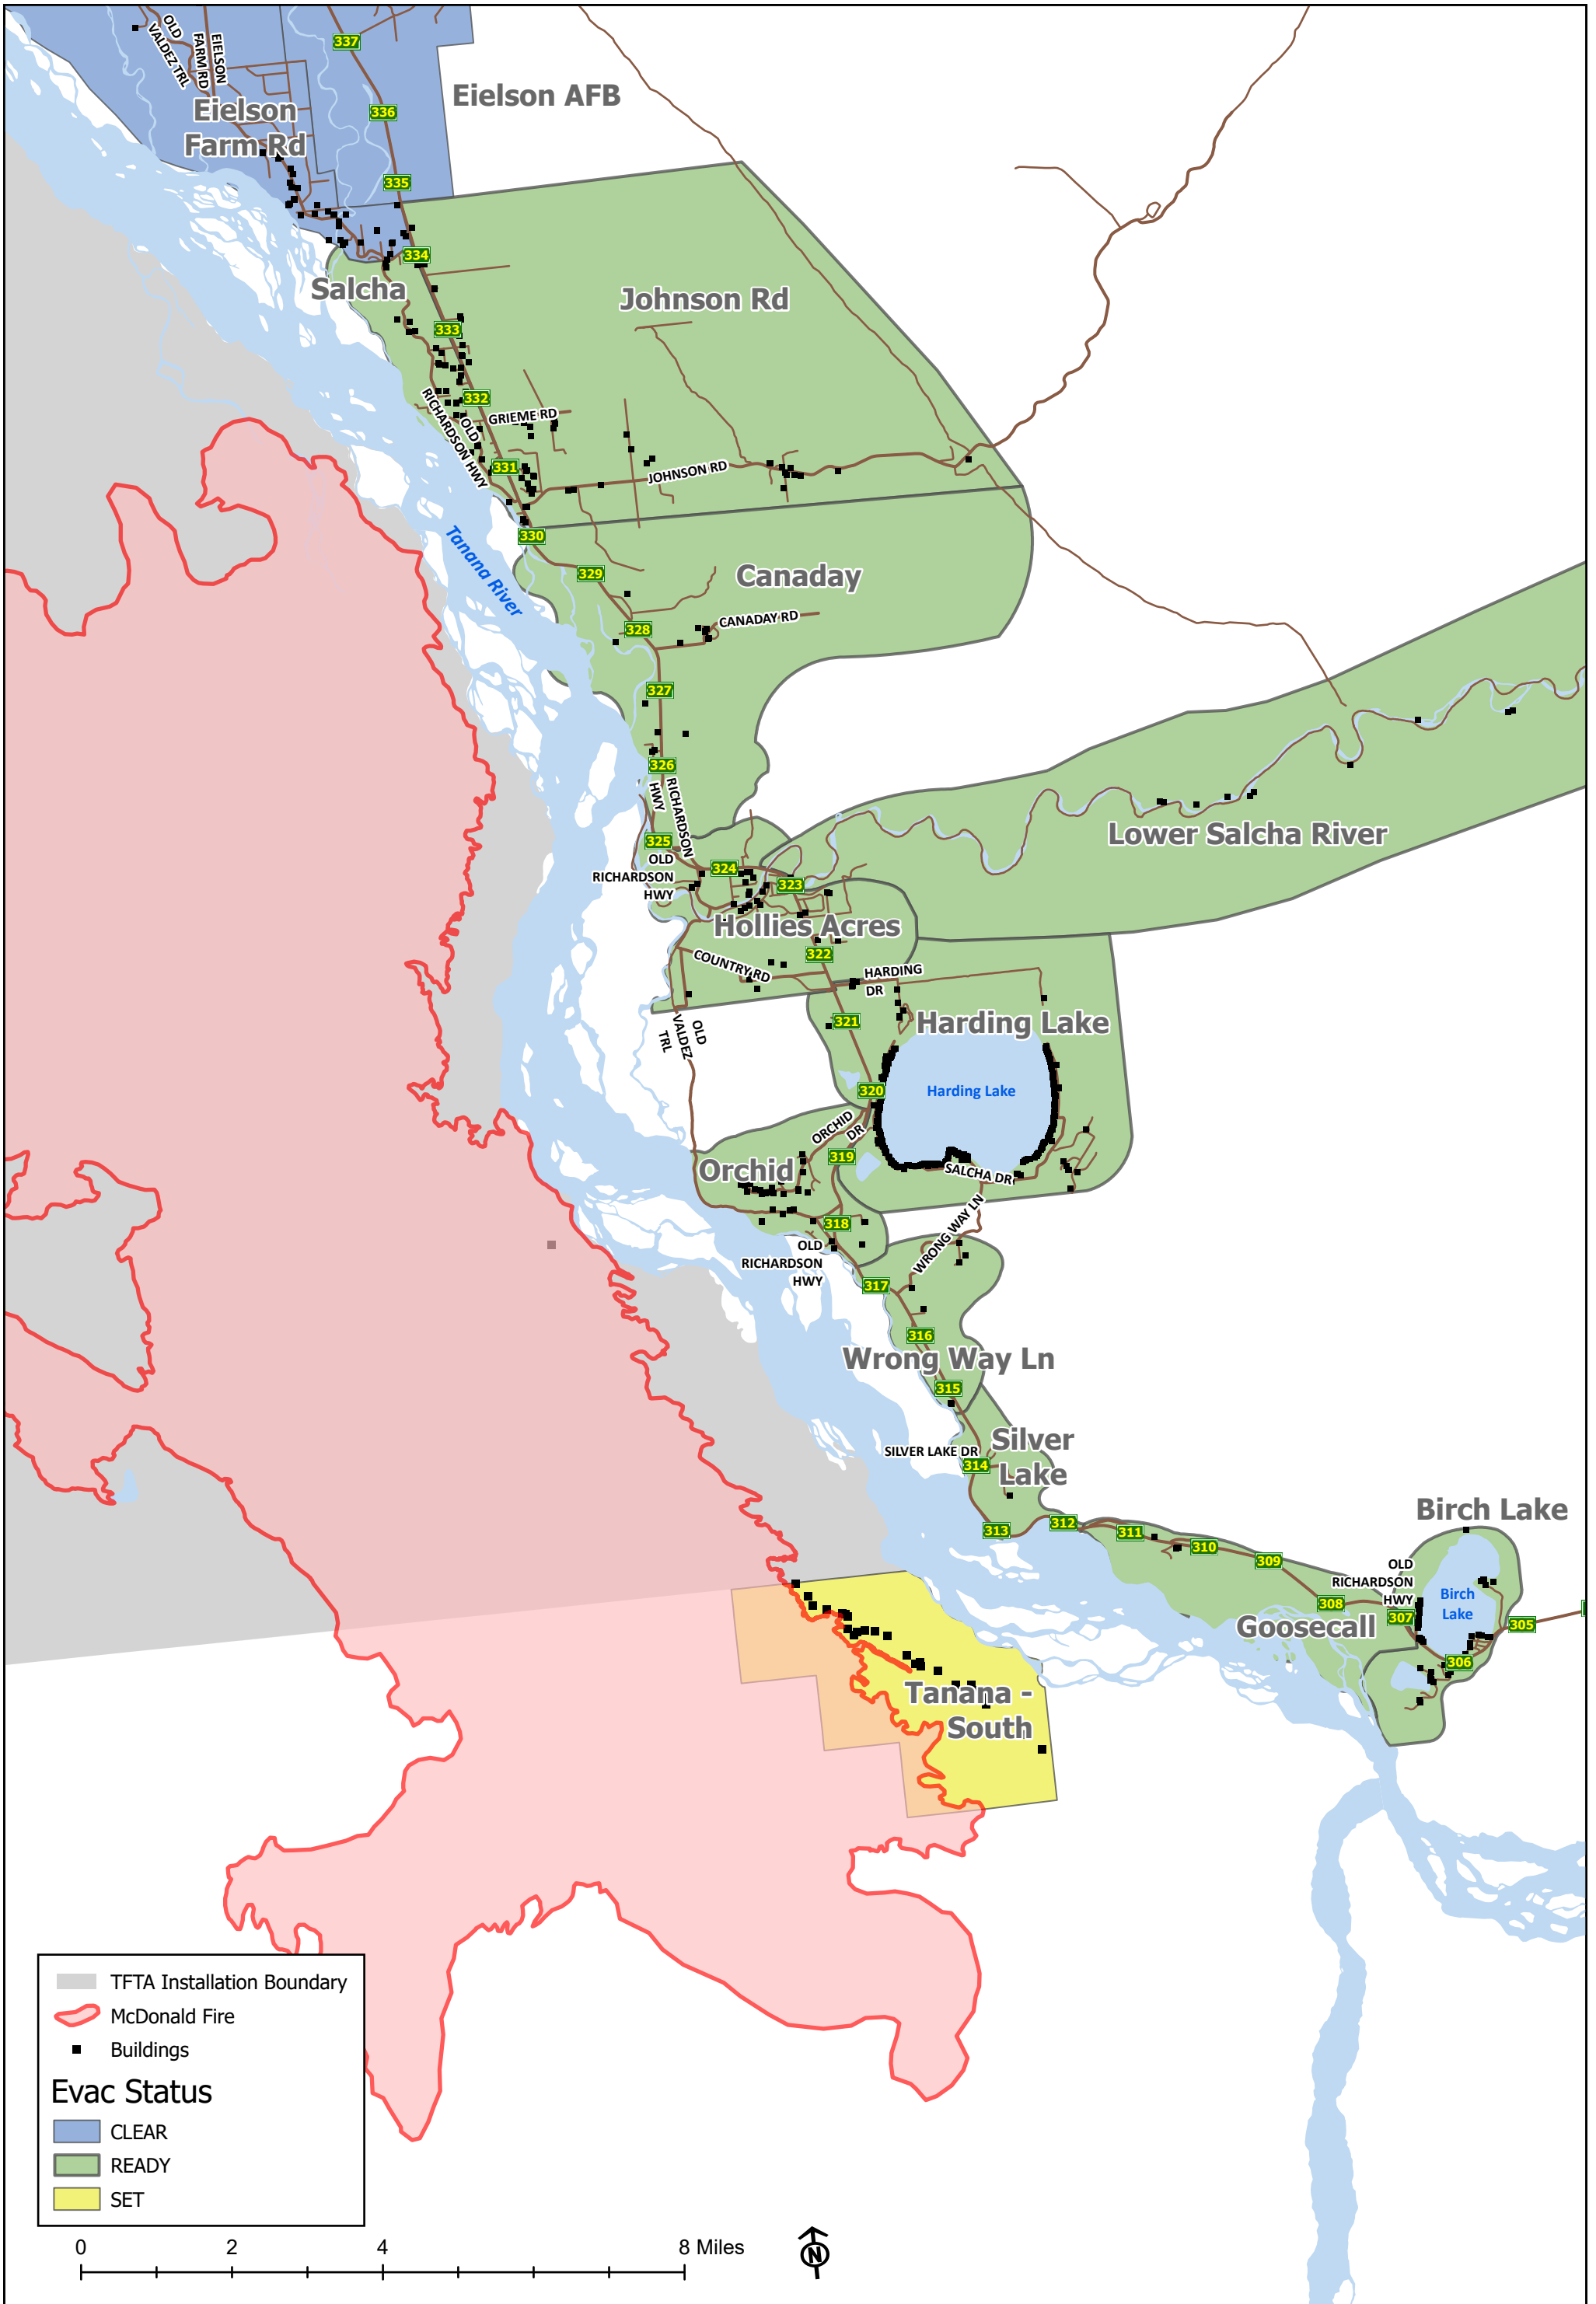 337
OLD
VALDEZ TRL
EIELSON
FARM RD
Eielson AFB
336
Eielson
Farm Rd
335
334
Salcha
Johnson Rd
333
332
OLD
RICHARDSON HWY
GRIEME RD
331
JOHNSON RD
330
Tanana River
329
Canaday
328
CANADAY RD
327
326
RICHARDSON
HWY
325
OLD
RICHARDSON
HWY
324
323
Lower Salcha River
Hollies Acres
322
COUNTRY RD
HARDING
DR
321
Harding Lake
OLD
VALDEZ
TRL
320
Harding Lake
ORCHID
DR
319
Orchid
SALCHA DR
318
WRONG WAY LN
OLD
RICHARDSON
HWY
317
316
Wrong Way Ln
315
SILVER LAKE DR
Silver
Lake
314
313
312
311
310
309
Birch Lake
OLD
RICHARDSON
HWY
308
307
Birch
Lake
305
Goosecall
306
Tanana -
South
TFTA Installation Boundary
McDonald Fire
Buildings
Evac Status
CLEAR
READY
SET
0 2 4 8 Miles
N